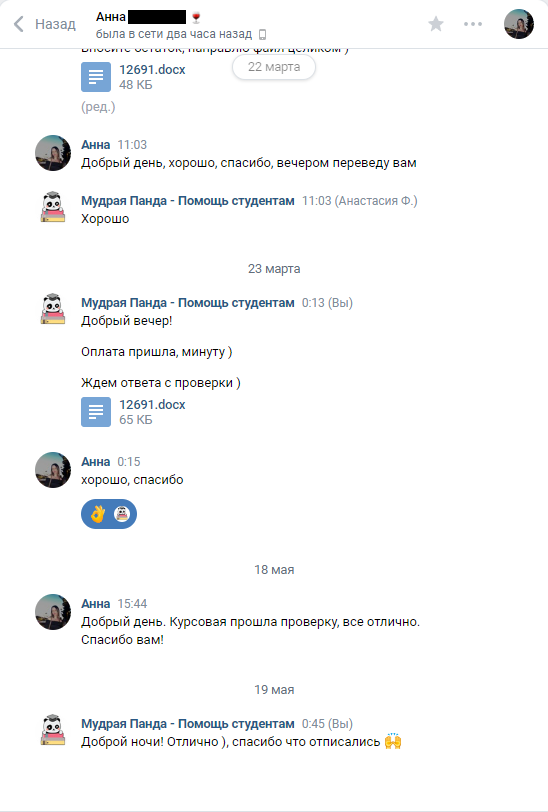 Назад
Анна
была в сети два часа назад
Вносите остаток, направлю файл целиком )
22 марта
12691.docx
48 КБ
(ред.)
Анна 11:03
Добрый день, хорошо, спасибо, вечером переведу вам
Мудрая Панда - Помощь студентам 11:03 (Анастасия Ф.)
Хорошо
23 марта
Мудрая Панда - Помощь студентам 0:13 (Вы)
Добрый вечер!
Оплата пришла, минуту )
Ждем ответа с проверки )
12691.docx
65 КБ
Анна 0:15
хорошо, спасибо
18 мая
Анна 15:44
Добрый день. Курсовая прошла проверку, все отлично.
Спасибо вам!
19 мая
Мудрая Панда - Помощь студентам 0:45 (Вы)
Доброй ночи! Отлично ), спасибо что отписались 🙌